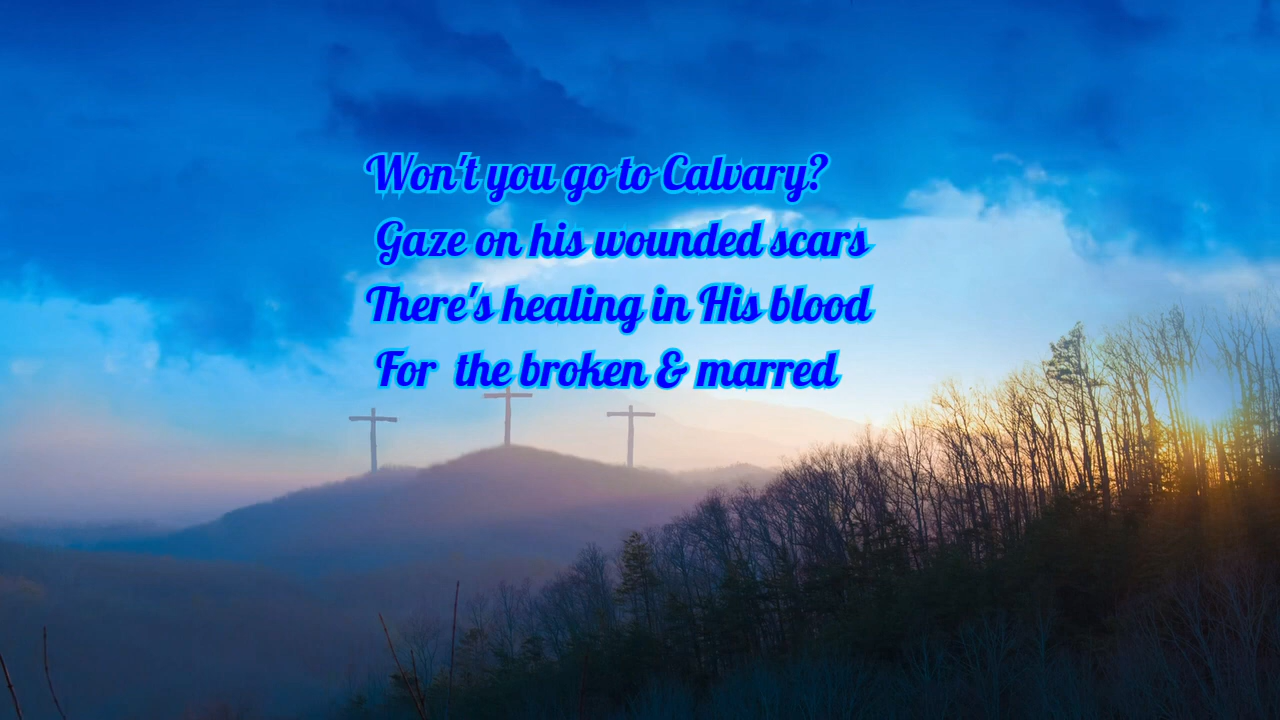 Won't you go to Calvary?
Gaze on his wounded scars
There's healing in His blood
For the broken & marred